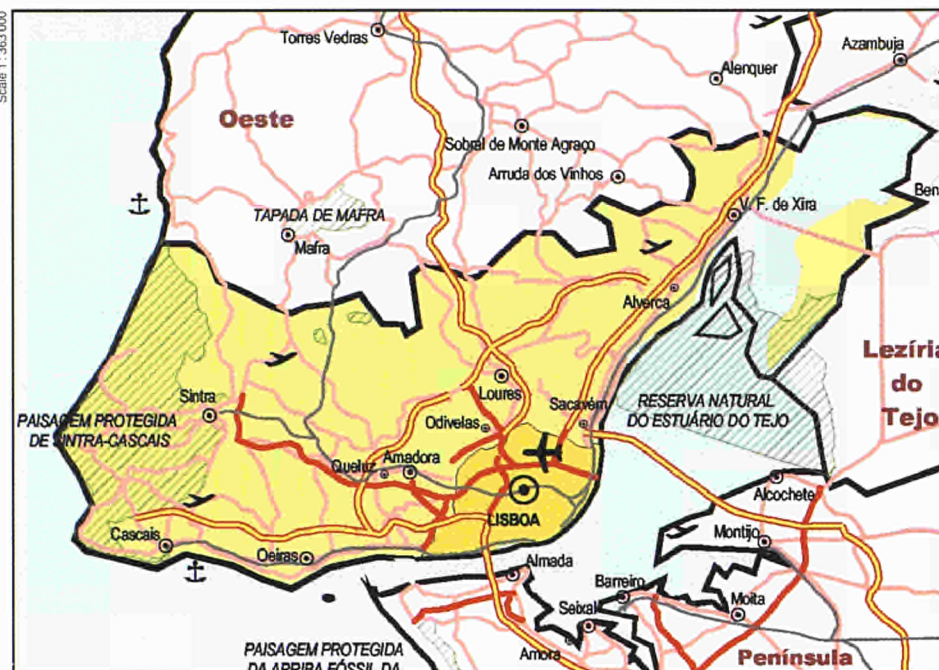 Scale 1 : 363 000
Torres Vedras
Azambuja
Alenquer
Oeste
Sobral de Monte Agraço
Arruda dos Vinhos
Ben
TAPADA DE MAFRA
V. F. de Xira
Mafra
Alverca
Lezíria
do
Tejo
Loures
Sintra
Sacavém
RESERVA NATURAL
DO ESTUÁRIO DO TEJO
PAISAGEM PROTEGIDA
DE SINTRA-CASCAIS
Odivelas
Queluz
Amadora
Alcochete
LISBOA
Cascais
Montijo
Oeiras
Almada
Barreiro
Moita
Seixal
PAISAGEM PROTEGIDA
DA ARRIBA FÓSSIL DA
Amora
Península